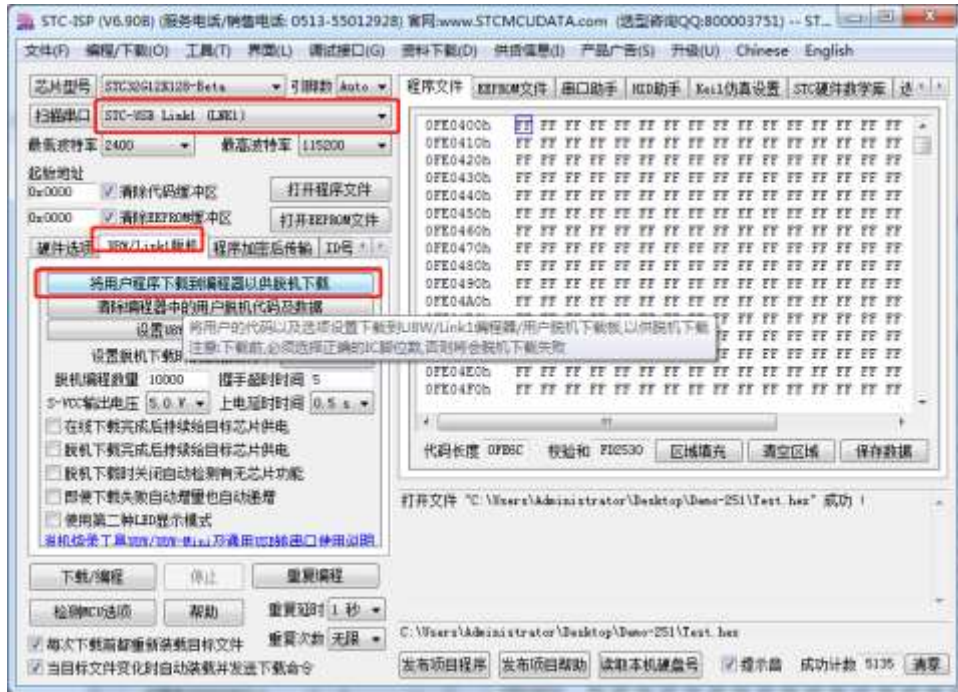 STC-ISP (V6.90B) (服务电话/销售电话: 0513-55012928) 官网:www.STCMCUDATA.com (选型咨询QQ:800003751) -- ST...
文件(F) 编程/下载(O) 工具(T) 界面(L) 调试接口(G) 资料下载(D) 供货信息(I) 产品广告(S) 升级(U) Chinese English
芯片型号 STC32G12K128-Beta 引脚数 Auto
扫描串口 STC-USB Link1 (LNK1)
最低波特率 2400 最高波特率 115200
起始地址
0x0000 清除代码缓冲区 打开程序文件
0x0000 清除EEPROM缓冲区 打开EEPROM文件
硬件选项 U8W/Link1脱机 程序加密后传输 ID号
将用户程序下载到编程器以供脱机下载
清除编程器中的用户脱机代码及数据
设置U8W
将用户的代码以及选项设置下载到U8W/Link1编程器/用户脱机下载板,以供脱机下载
注意:下载前,必须选择正确的IC脚位数,否则将会脱机下载失败
设置脱机下载
脱机编程数量 10000 握手超时时间 5
S-VCC输出电压 5.0 V 上电延时时间 0.5 s
在线下载完成后持续给目标芯片供电
脱机下载完成后持续给目标芯片供电
脱机下载时关闭自动检测有无芯片功能
即使下载失败自动增量也自动递增
使用第二种LED显示模式
脱机烧录工具U8W/U8W-Mini及通用USB转串口使用说明
下载/编程 停止 重复编程
检测MCU选项 帮助 重复延时 1 秒
每次下载前都重新装载目标文件 重复次数 无限
当目标文件变化时自动装载并发送下载命令
程序文件 EEPROM文件 串口助手 HID助手 Keil仿真设置 STC硬件数学库 选
0FE0400h FF FF FF FF FF FF FF FF FF FF FF FF FF FF FF FF
0FE0410h FF FF FF FF FF FF FF FF FF FF FF FF FF FF FF FF
0FE0420h FF FF FF FF FF FF FF FF FF FF FF FF FF FF FF FF
0FE0430h FF FF FF FF FF FF FF FF FF FF FF FF FF FF FF FF
0FE0440h FF FF FF FF FF FF FF FF FF FF FF FF FF FF FF FF
0FE0450h FF FF FF FF FF FF FF FF FF FF FF FF FF FF FF FF
0FE0460h FF FF FF FF FF FF FF FF FF FF FF FF FF FF FF FF
0FE0470h FF FF FF FF FF FF FF FF FF FF FF FF FF FF FF FF
0FE0480h FF FF FF FF FF FF FF FF FF FF FF FF FF FF FF FF
0FE0490h FF FF FF FF FF FF FF FF FF FF FF FF FF FF FF FF
0FE04A0h FF FF FF FF FF FF FF FF FF FF FF FF FF FF FF FF
0FE04E0h FF FF FF FF FF FF FF FF FF FF FF FF FF FF FF FF
0FE04F0h FF FF FF FF FF FF FF FF FF FF FF FF FF FF FF FF
代码长度 0FB6C 校验和 FD2530 区域填充 清空区域 保存数据
打开文件 "C:\Users\Administrator\Desktop\Demo-251\Test.hex" 成功 !
C:\Users\Administrator\Desktop\Demo-251\Test.hex
发布项目程序 发布项目帮助 读取本机硬盘号 提示音 成功计数 5135 清零